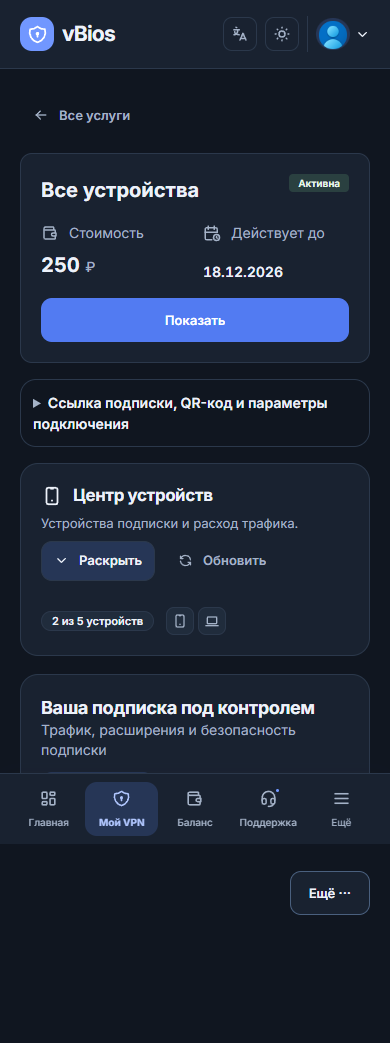 vBios
Все услуги
Все устройства
Активна
Стоимость
Действует до
250 ₽
18.12.2026
Показать
Ссылка подписки, QR-код и параметры
подключения
Центр устройств
Устройства подписки и расход трафика.
Раскрыть
Обновить
2 из 5 устройств
Ваша подписка под контролем
Трафик, расширения и безопасность
подписки
Главная
Мой VPN
Баланс
Поддержка
Ещё
Ещё ···